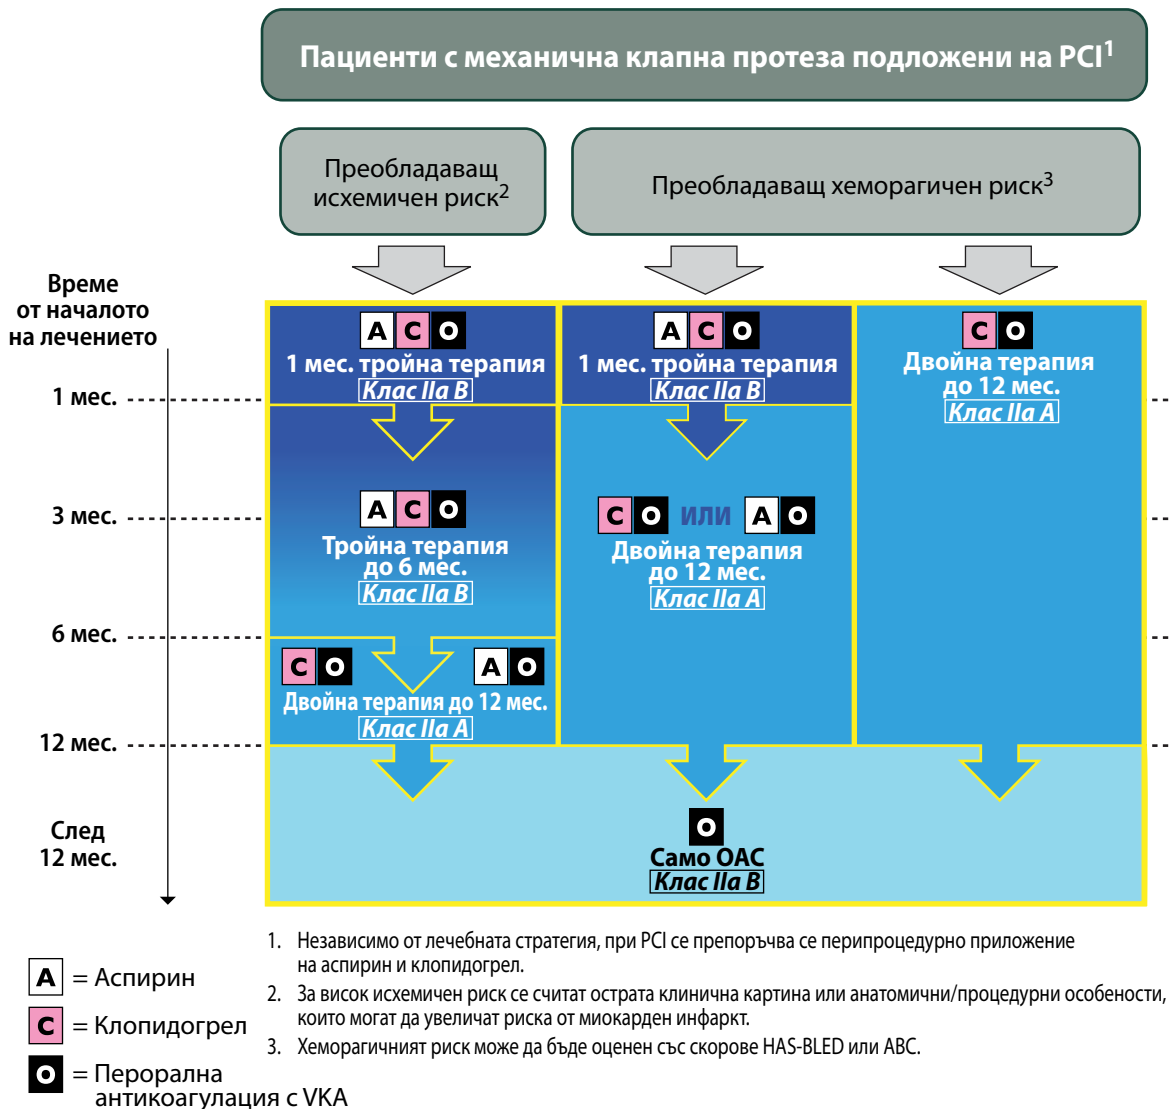 Пациенти с механична клапна протеза подложени на PCI1
Преобладаващ
исхемичен риск2
Преобладаващ хеморагичен риск3
Време
от началото
на лечението
A C O
1 мес. тройна терапия
Клас IIa B
A C O
1 мес. тройна терапия
Клас IIa B
C O
Двойна терапия
до 12 мес.
Клас IIa A
1 мес.
3 мес.
A C O
Тройна терапия
до 6 мес.
Клас IIa B
C O ИЛИ A O
Двойна терапия
до 12 мес.
Клас IIa A
6 мес.
C O A O
Двойна терапия до 12 мес.
Клас IIa A
12 мес.
След
12 мес.
O
Само ОАС
Клас IIa B
A = Аспирин
C = Клопидогрел
O = Перорална
антикоагулация с VKA
1. Независимо от лечебната стратегия, при PCI се препоръчва се перипроцедурно приложение
на аспирин и клопидогрел.
2. За висок исхемичен риск се считат острата клинична картина или анатомични/процедурни особености,
които могат да увеличат риска от миокарден инфаркт.
3. Хеморагичният риск може да бъде оценен със скорове HAS-BLED или ABC.